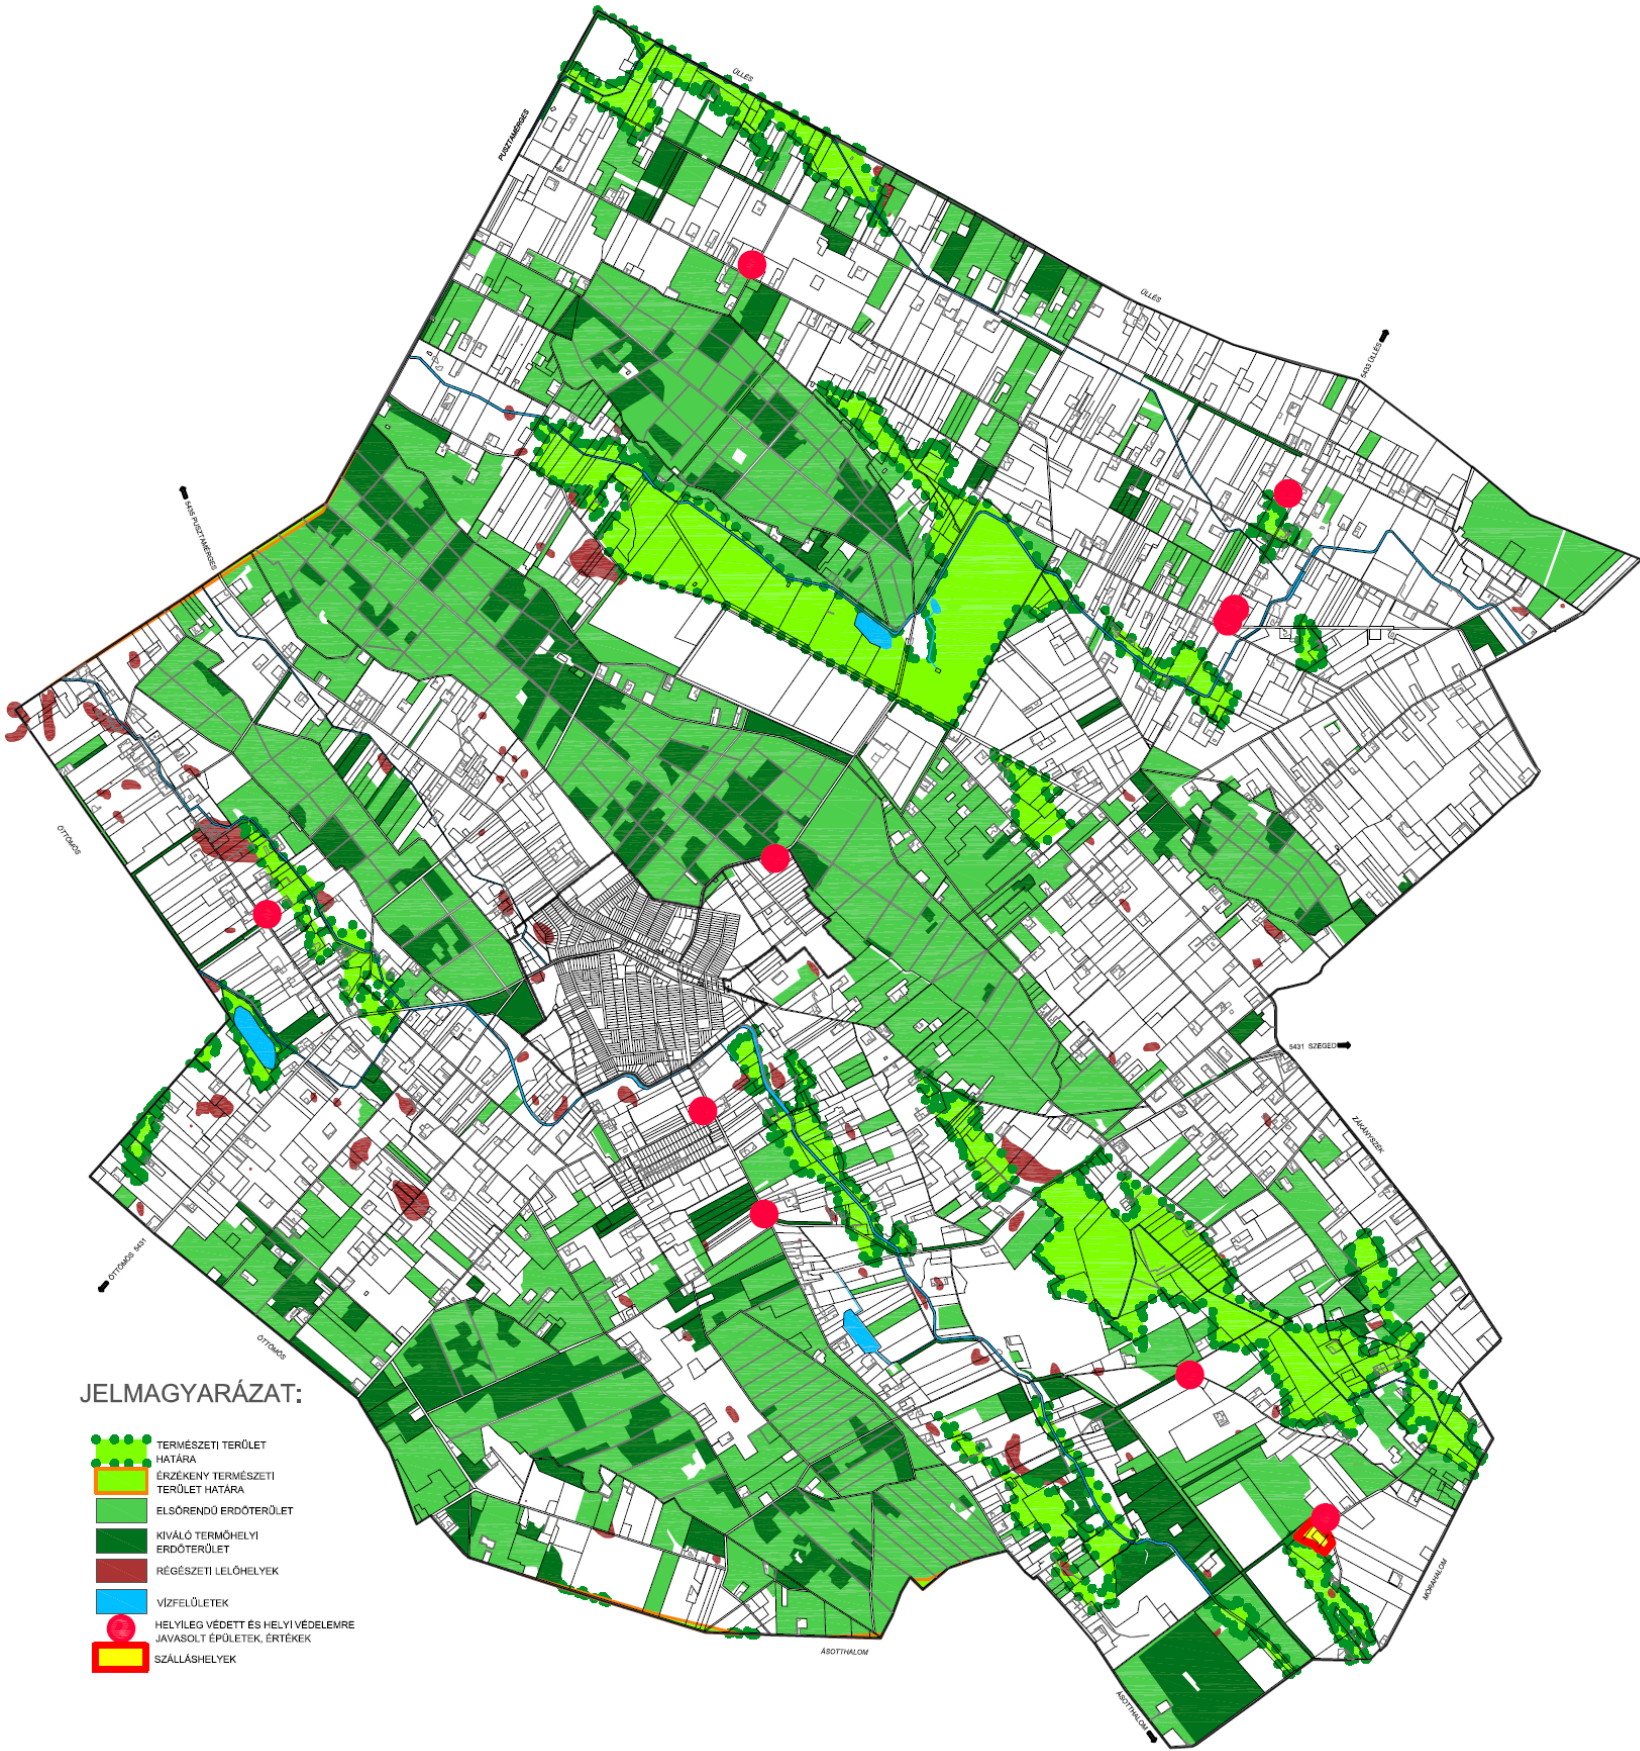 ÜLLÉS
PUSZTAMÉRGES
ÜLLÉS
5433 ÜLLÉS
5435 PUSZTAMÉRGES
ÖTTÖMÖS
5431 SZEGED
ZÁKÁNYSZÉK
ÖTTÖMÖS 5431
ÖTTÖMÖS
JELMAGYARÁZAT:
TERMÉSZETI TERÜLET
HATÁRA
ÉRZÉKENY TERMÉSZETI
TERÜLET HATÁRA
ELSŐRENDŰ ERDŐTERÜLET
KIVÁLÓ TERMŐHELYI
ERDŐTERÜLET
RÉGÉSZETI LELŐHELYEK
VÍZFELÜLETEK
HELYILEG VÉDETT ÉS HELYI VÉDELEMRE
JAVASOLT ÉPÜLETEK, ÉRTÉKEK
SZÁLLÁSHELYEK
MÓRAHALOM
ÁSOTTHALOM
ÁSOTTHALOM